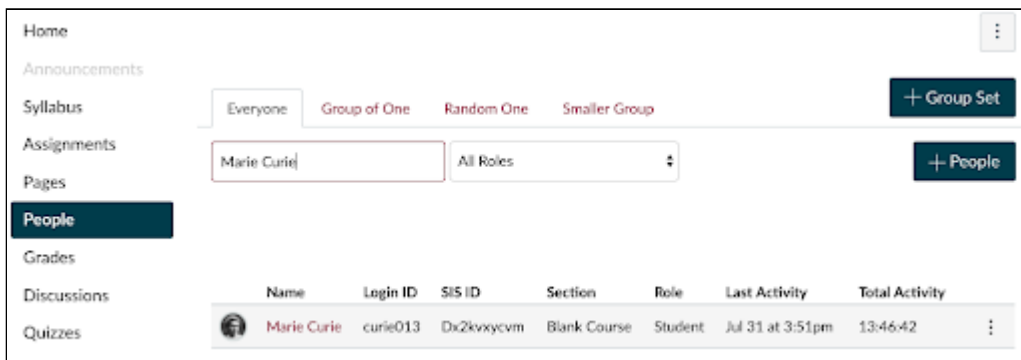 Home
Announcements
Syllabus
Assignments
Pages
People
Grades
Discussions
Quizzes
Everyone Group of One Random One Smaller Group
+ Group Set
Marie Curie All Roles
+ People
Name Login ID SIS ID Section Role Last Activity Total Activity
Marie Curie curie013 Dx2kvxycvm Blank Course Student Jul 31 at 3:51pm 13:46:42